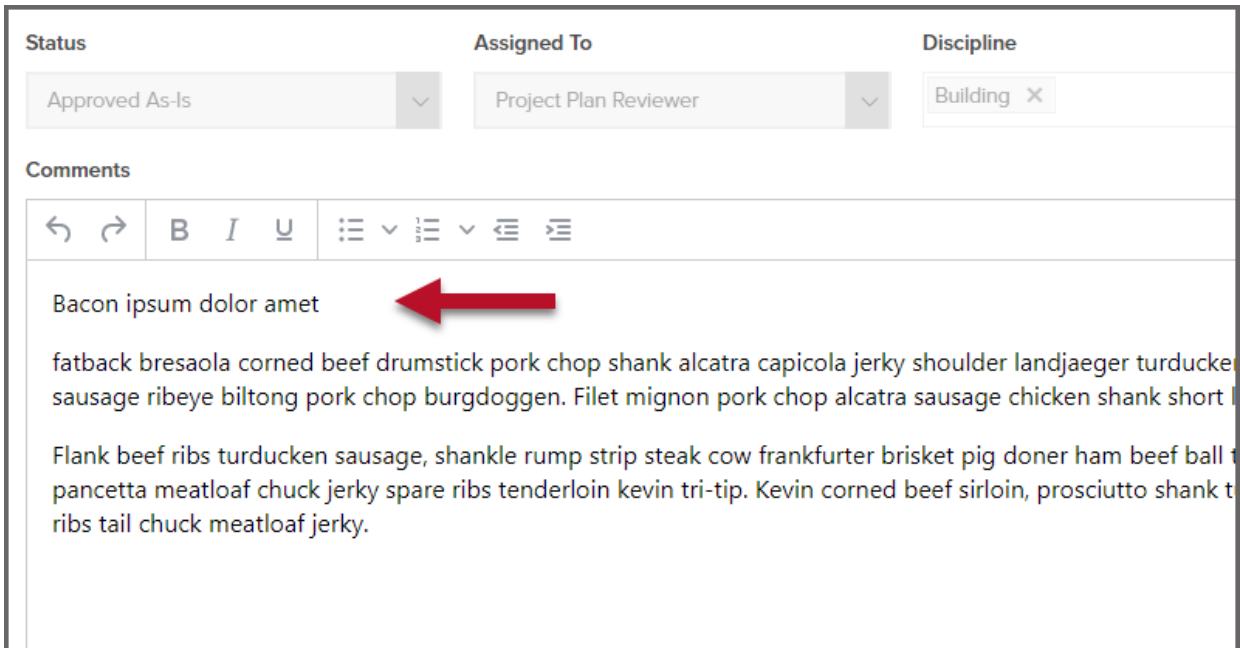 Status Assigned To Discipline
Approved As-Is Project Plan Reviewer Building
Comments
B I U
Bacon ipsum dolor amet
fatback bresaola corned beef drumstick pork chop shank alcatra capicola jerky shoulder landjaeger
sausage ribeye biltong pork chop burgdoggen. Filet mignon pork chop alcatra sausage chicken shank short
Flank beef ribs turducken sausage, shankle rump strip steak cow frankfurter brisket pig doner ham beef ball
pancetta meatloaf chuck jerky spare ribs tenderloin kevin tri-tip. Kevin corned beef sirloin, prosciutto shank
ribs tail chuck meatloaf jerky.